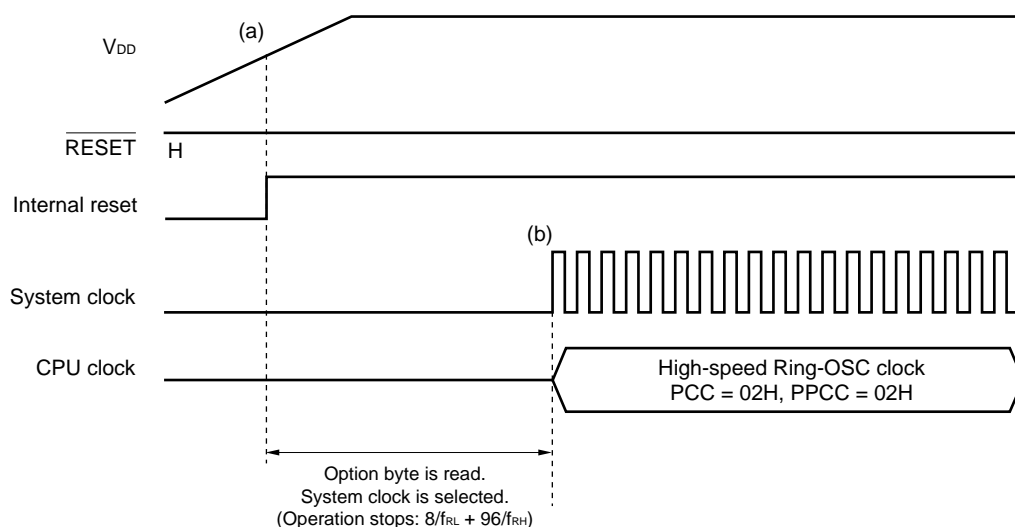 (a)
VDD
RESET
H
Internal reset
(b)
System clock
CPU clock
High-speed Ring-OSC clock
PCC = 02H, PPCC = 02H
Option byte is read.
System clock is selected.
(Operation stops: 8/fRL + 96/fRH)